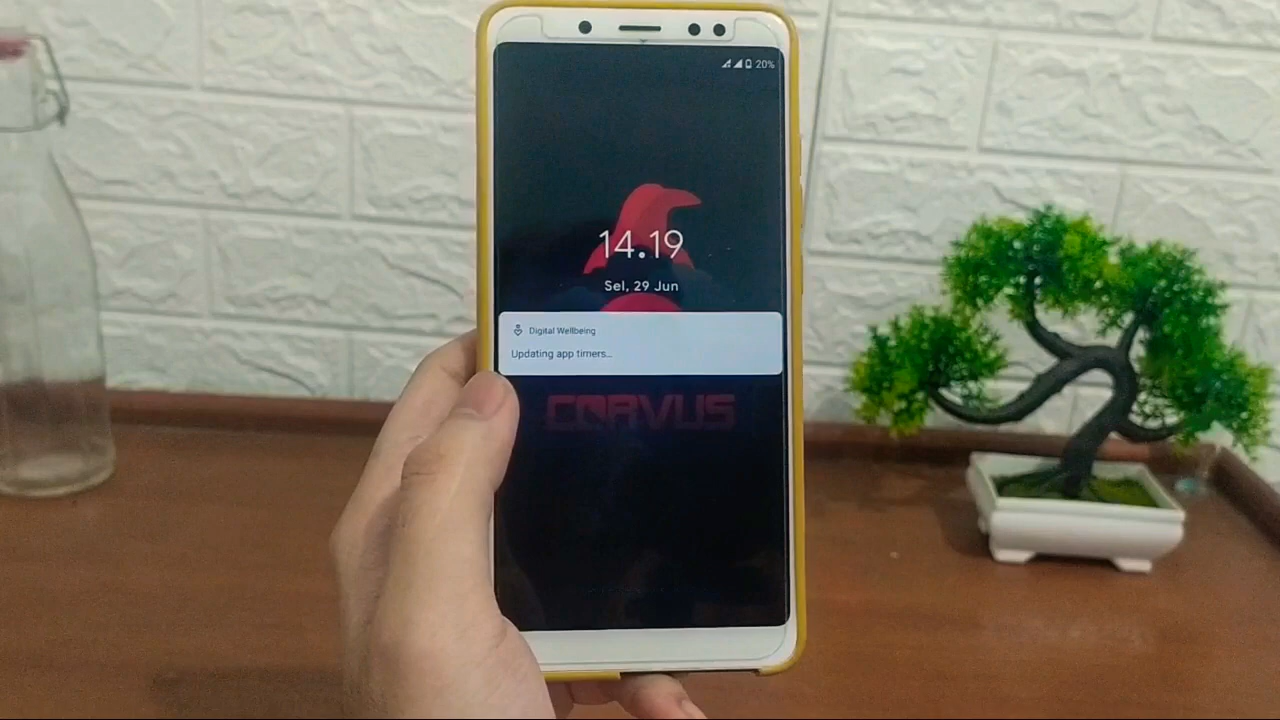 20%
14.19
Sel, 29 Jun
Digital Wellbeing
Updating app timers...
CORVUS